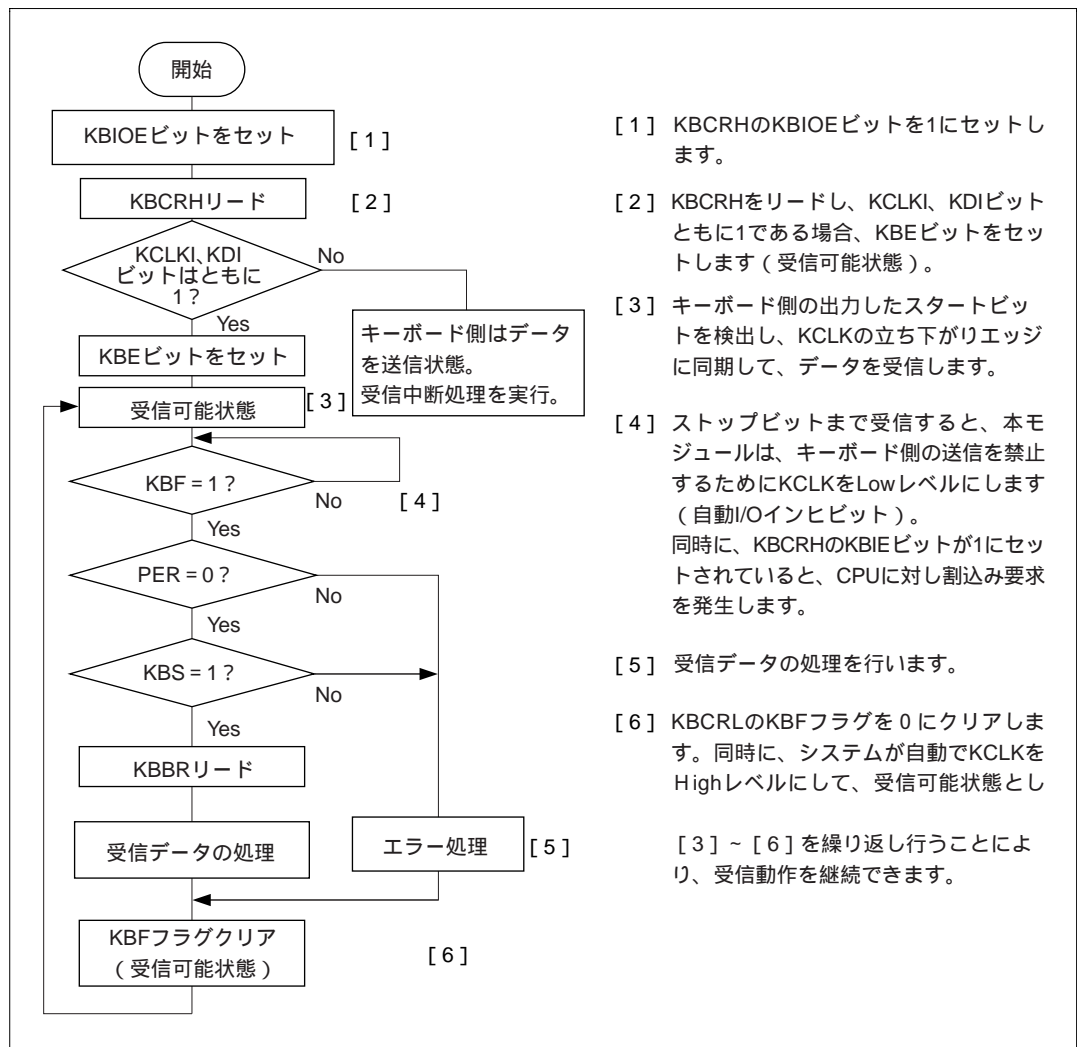 開始
KBIOEビットをセット
[1]
KBCRHリード
[2]
KCLKI、KDI
ビットはともに
1？
No
Yes
キーボード側はデータ
を送信状態。
受信中断処理を実行。
KBEビットをセット
受信可能状態
[3]
KBF = 1？
No
[4]
Yes
PER = 0？
No
Yes
KBS = 1？
No
Yes
KBBRリード
受信データの処理
エラー処理
[5]
KBFフラグクリア
（受信可能状態）
[6]
[1] KBCRHのKBIOEビットを1にセットし
ます。
[2] KBCRHをリードし、KCLKI、KDIビット
ともに1である場合、KBEビットをセッ
トします（受信可能状態）。
[3] キーボード側の出力したスタートビッ
トを検出し、KCLKの立ち下がりエッジ
に同期して、データを受信します。
[4] ストップビットまで受信すると、本モ
ジュールは、キーボード側の送信を禁止
するためにKCLKをLowレベルにします
（自動I/Oインヒビット）。
同時に、KBCRHのKBIEビットが1にセッ
トされていると、CPUに対し割込み要求
を発生します。
[5] 受信データの処理を行います。
[6] KBCRLのKBFフラグを 0 にクリアしま
す。同時に、システムが自動でKCLKを
Highレベルにして、受信可能状態とし
[3] ~ [6] を繰り返し行うことによ
り、受信動作を継続できます。